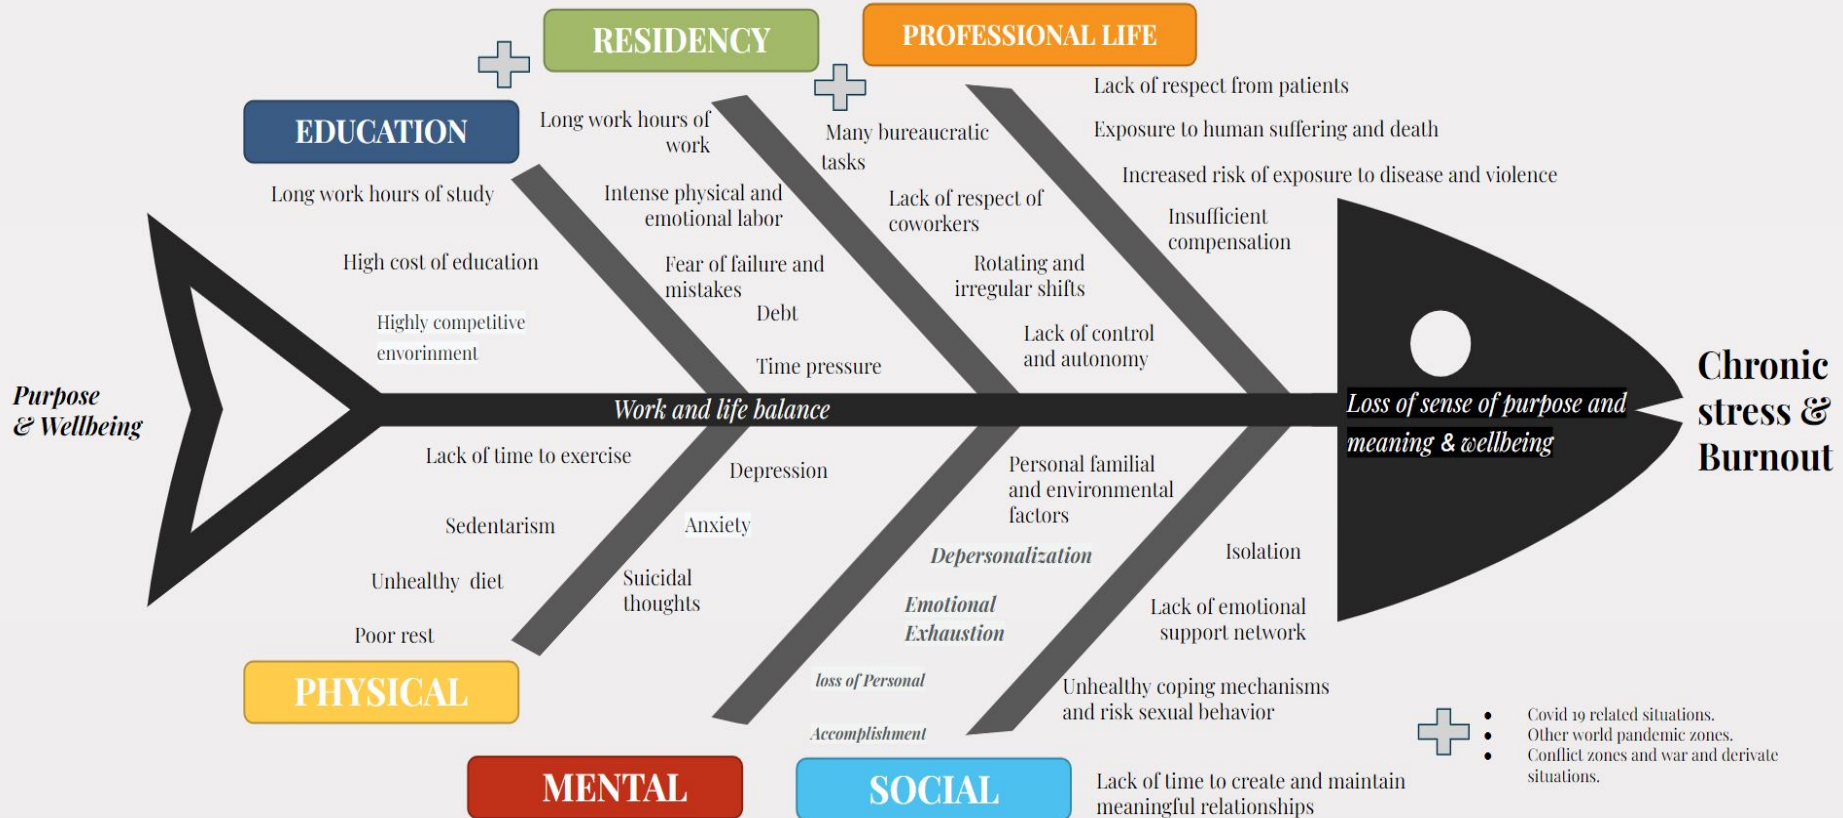 RESIDENCY
PROFESSIONAL LIFE
EDUCATION
Long work hours of study
High cost of education
Highly competitive
envorinment
Long work hours of
work
Intense physical and
emotional labor
Fear of failure and
mistakes
Debt
Time pressure
Many bureaucratic
tasks
Lack of respect of
coworkers
Rotating and
irregular shifts
Lack of control
and autonomy
Lack of respect from patients
Exposure to human suffering and death
Increased risk of exposure to disease and violence
Insufficient
compensation
Purpose
& Wellbeing
Work and life balance
Loss of sense of purpose and
meaning & wellbeing
Chronic
stress &
Burnout
Lack of time to exercise
Sedentarism
Unhealthy diet
Poor rest
PHYSICAL
Depression
Anxiety
Suicidal
thoughts
MENTAL
Personal familial
and environmental
factors
Depersonalization
Emotional
Exhaustion
loss of Personal
Accomplishment
SOCIAL
Isolation
Lack of emotional
support network
Unhealthy coping mechanisms
and risk sexual behavior
Lack of time to create and maintain
meaningful relationships
● Covid 19 related situations.
● Other world pandemic zones.
● Conflict zones and war and derivate
situations.